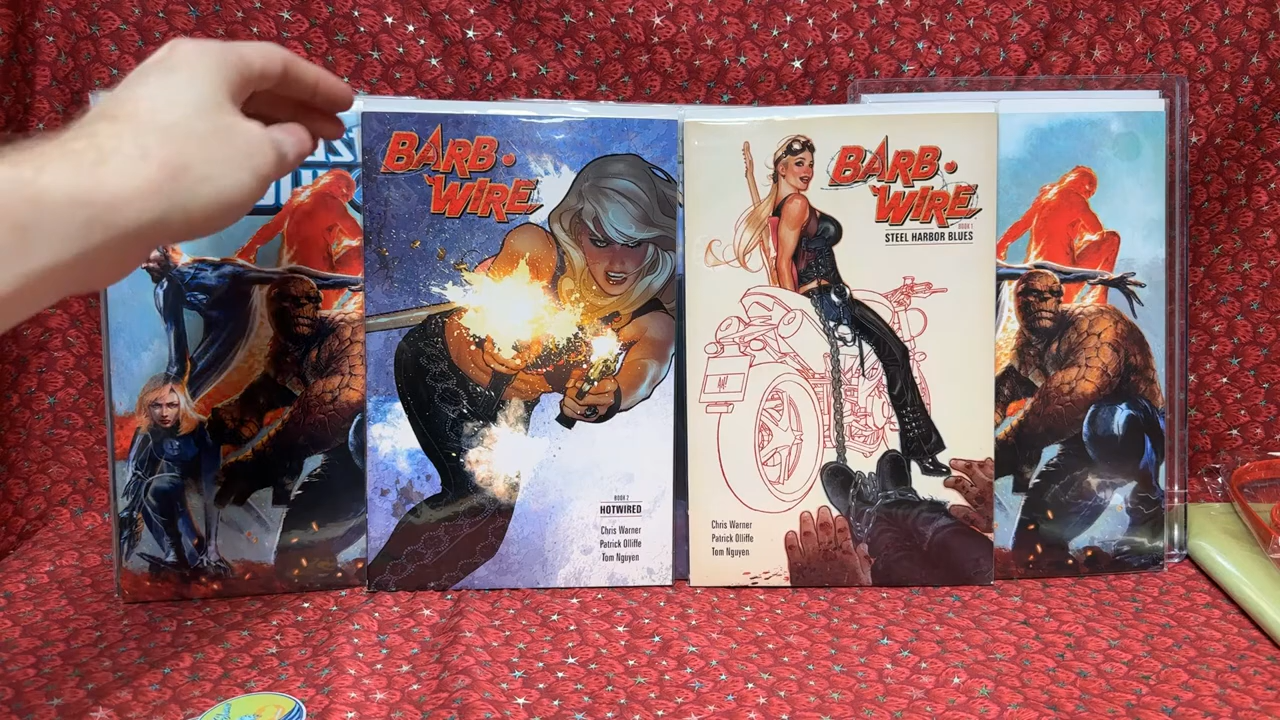 BARB
WIRE
BOOK 2
HOTWIRED
Chris Warner
Patrick Olliffe
Tom Nguyen
BARB
WIRE
BOOK 1
STEEL HARBOR BLUES
AH!
Chris Warner
Patrick Olliffe
Tom Nguyen